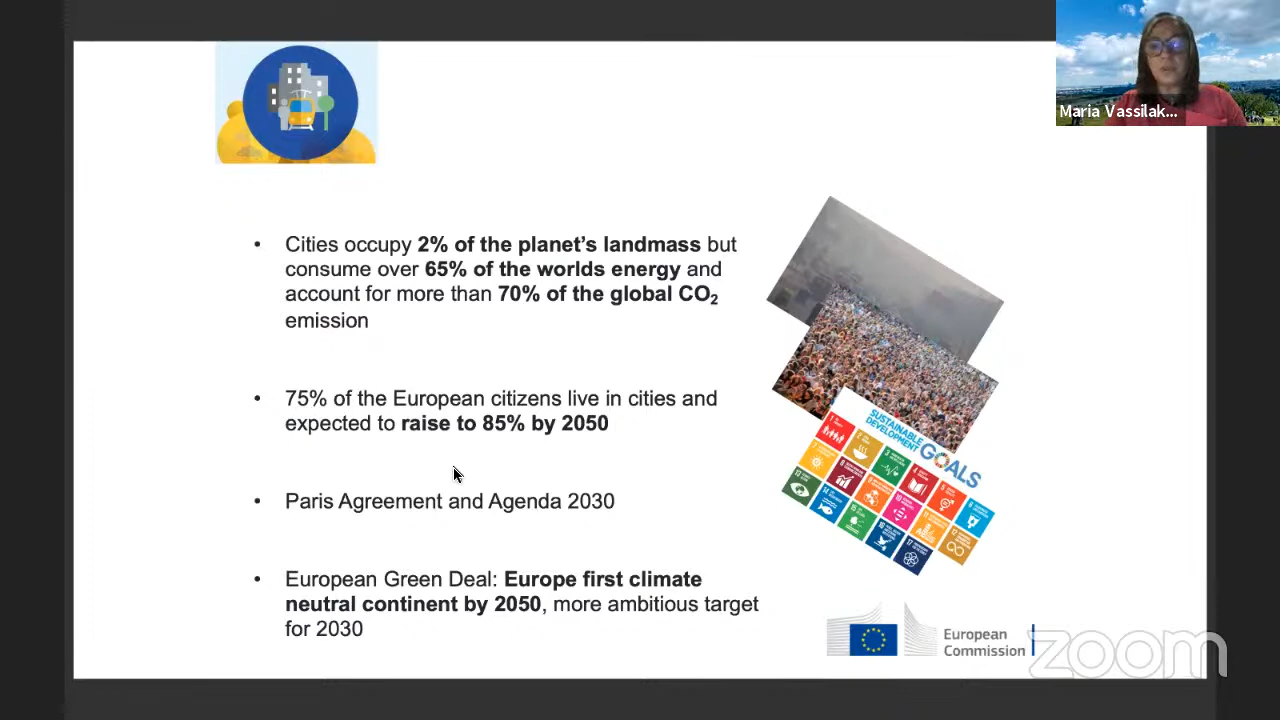 Maria Vassilak...
• Cities occupy 2% of the planet's landmass but
consume over 65% of the worlds energy and
account for more than 70% of the global CO₂
emission
• 75% of the European citizens live in cities and
expected to raise to 85% by 2050
• Paris Agreement and Agenda 2030
• European Green Deal: Europe first climate
neutral continent by 2050, more ambitious target
for 2030
SUSTAINABLE
DEVELOPMENT
GOALS
European
Commission
zoom